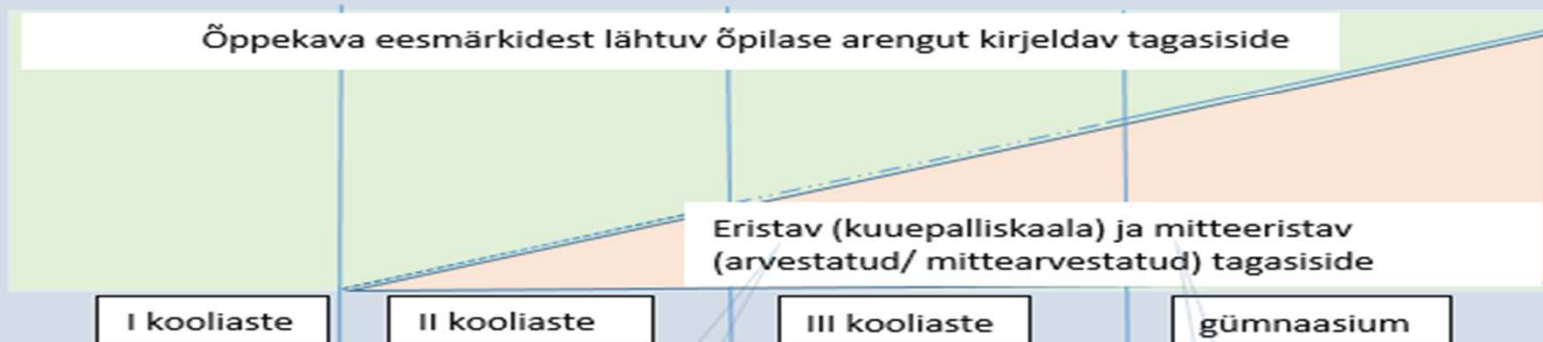 Õppekava eesmärkidest lähtuv õpilase arengut kirjeldav tagasiside
Eristav (kuuepalliskaala) ja mitteeristav
(arvestatud/ mittearvestatud) tagasiside
I kooliaste
II kooliaste
III kooliaste
gümnaasium